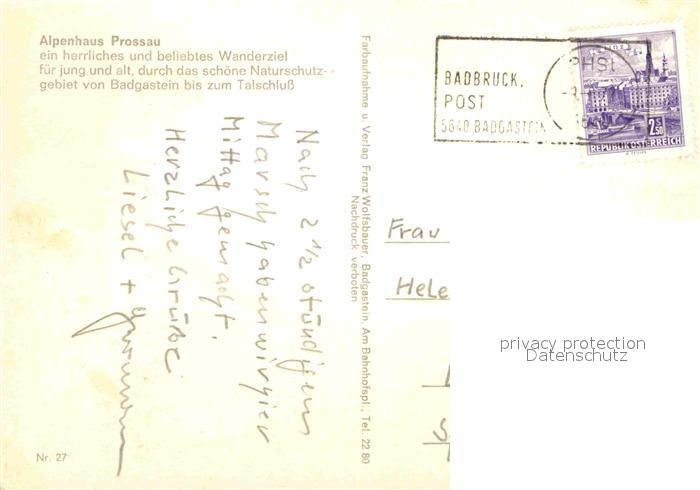 Alpenhaus Prossau
ein herrliches und beliebtes Wanderziel
für jung und alt, durch das schöne Naturschutz-
gebiet von Badgastein bis zum Talschluß
Nach 2 1/2 stündigem
Marsch haben wir hier
Mittag gemacht.
Herzliche Grüße
Liesel +
Nr. 27
Farbaufnahme u. Verlag Franz Wolfsbauer, Badgastein, Am Bahnhofspl., Tel. 22 80
Nachdruck verboten
BADBRUCK.
POST
5640 BADGASTEIN
2.50
REPUBLIK ÖSTERREICH
Frau
Hele
privacy protection
Datenschutz